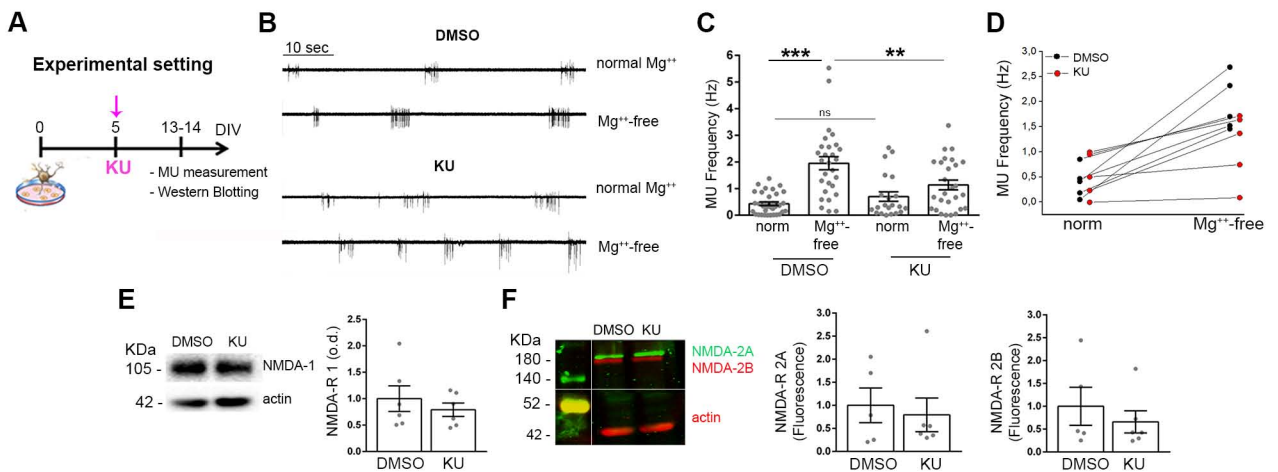 A
Experimental setting
0
5
13-14
DIV
KU
- MU measurement
- Western Blotting
B
10 sec
DMSO
normal Mg⁺⁺
Mg⁺⁺-free
KU
normal Mg⁺⁺
Mg⁺⁺-free
C
MU Frequency (Hz)
6
5
4
3
2
1
0
***
**
ns
norm
Mg⁺⁺-
free
norm
Mg⁺⁺-
free
DMSO
KU
D
MU Frequency (Hz)
3,0
2,5
2,0
1,5
1,0
0,5
0,0
DMSO
KU
norm
Mg⁺⁺-free
E
KDa
DMSO
KU
105 -
NMDA-1
42 -
actin
NMDA-R 1 (o.d.)
2.5
2.0
1.5
1.0
0.5
0.0
DMSO
KU
F
KDa
DMSO
KU
180 -
NMDA-2A
NMDA-2B
140 -
52 -
actin
42 -
NMDA-R 2A
(Fluorescence)
3.0
2.5
2.0
1.5
1.0
0.5
0.0
DMSO
KU
NMDA-R 2B
(Fluorescence)
3.0
2.5
2.0
1.5
1.0
0.5
0.0
DMSO
KU